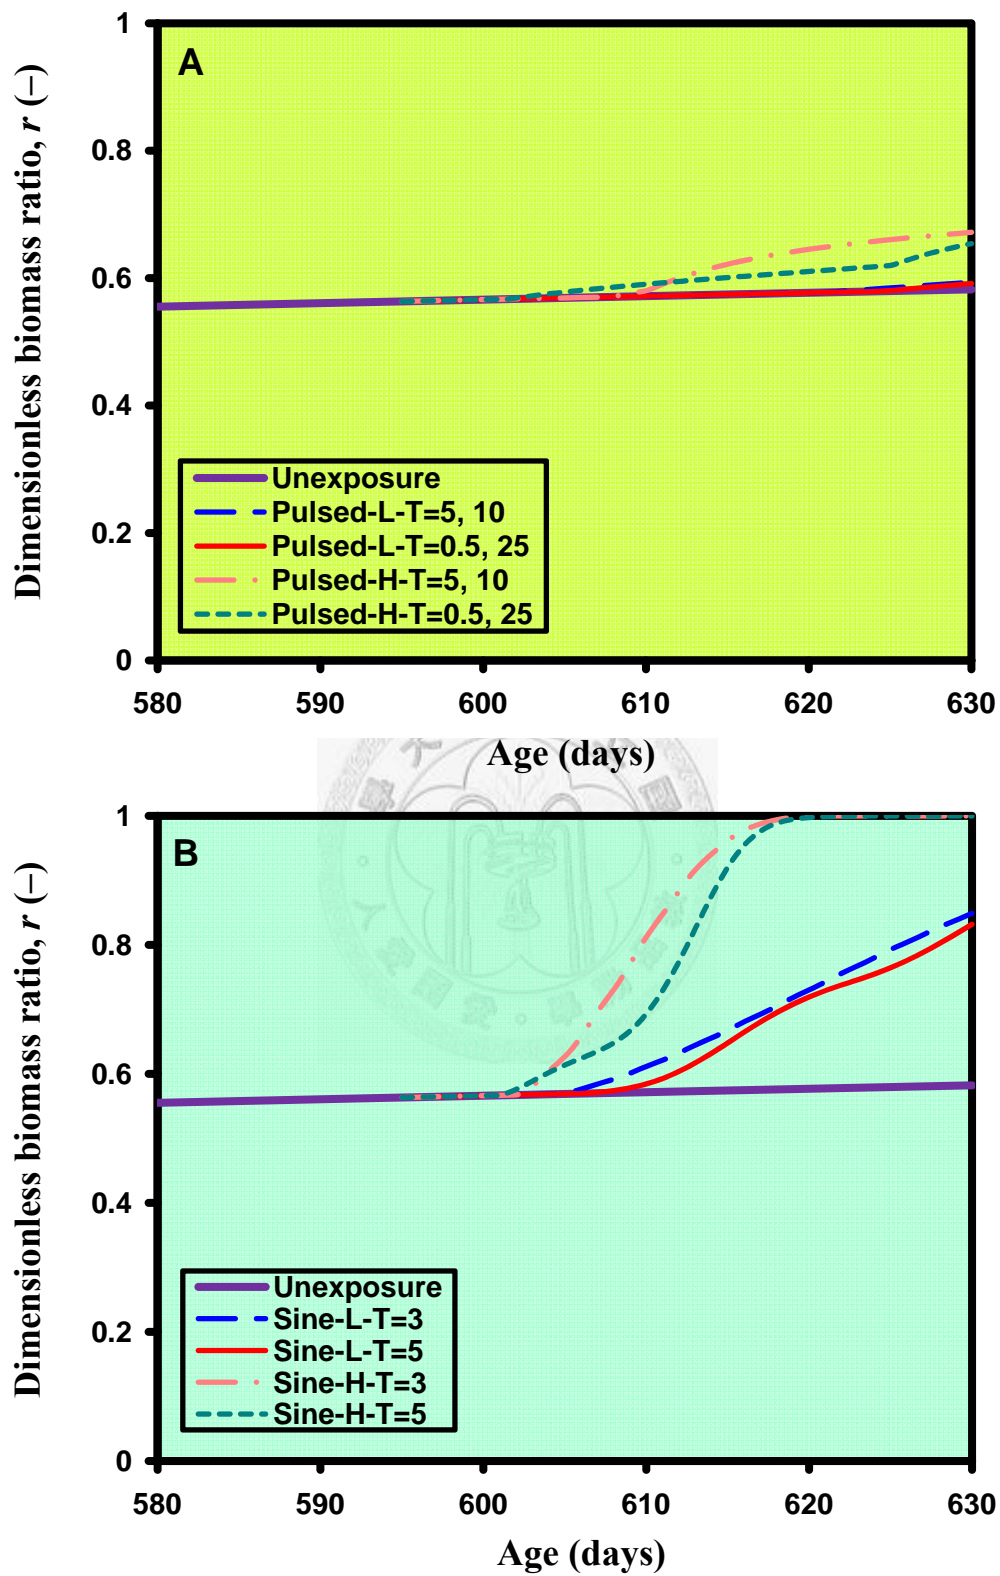 Dimensionless biomass ratio, r (–)
A
1
0.8
0.6
0.4
0.2
0
Unexposure
Pulsed-L-T=5, 10
Pulsed-L-T=0.5, 25
Pulsed-H-T=5, 10
Pulsed-H-T=0.5, 25
580 590 600 610 620 630
Age (days)
Dimensionless biomass ratio, r (–)
B
1
0.8
0.6
0.4
0.2
0
Unexposure
Sine-L-T=3
Sine-L-T=5
Sine-H-T=3
Sine-H-T=5
580 590 600 610 620 630
Age (days)